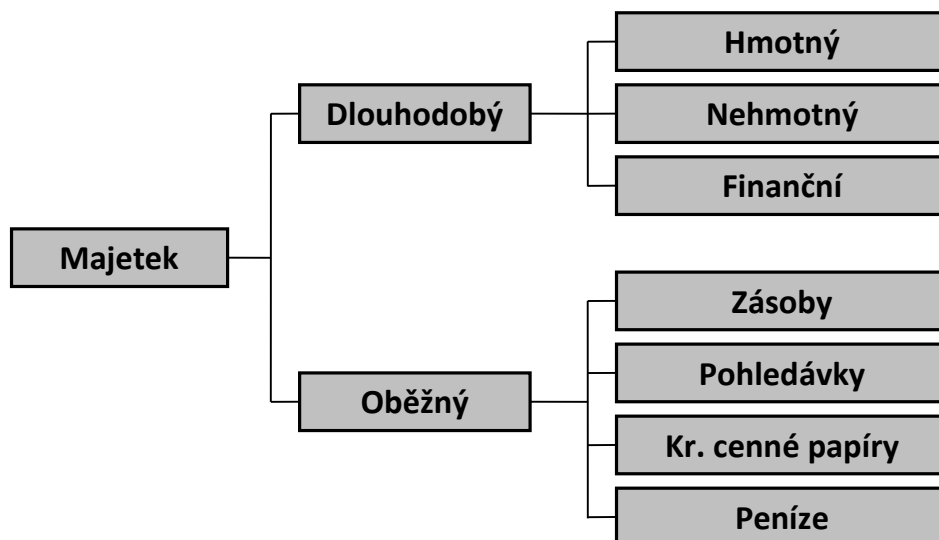 Majetek
Dlouhodobý
Hmotný
Nehmotný
Finanční
Oběžný
Zásoby
Pohledávky
Kr. cenné papíry
Peníze